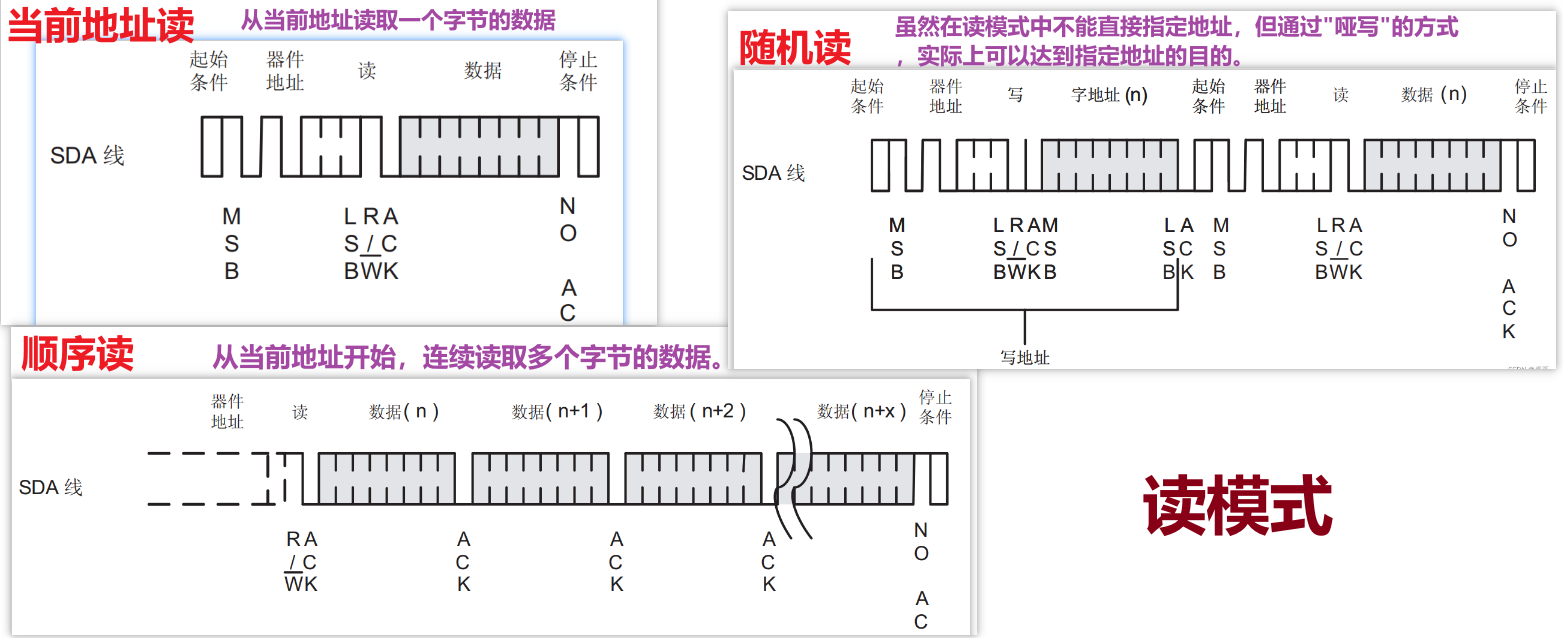 当前地址读
从当前地址读取一个字节的数据
起始
条件
器件
地址
读
数据
停止
条件
SDA 线
M
S
B
L R A
S / C
B W K
N
O
A
C
随机读
虽然在读模式中不能直接指定地址，但通过"哑写"的方式
，实际上可以达到指定地址的目的。
起始
条件
器件
地址
写
字地址 (n)
起始
条件
器件
地址
读
数据 ( n )
停止
条件
SDA 线
M
S
B
L R A M
S / C S
B W K B
L A
S C
B K
M
S
B
L R A
S / C
B W K
N
O
A
C
K
写地址
顺序读
从当前地址开始，连续读取多个字节的数据。
器件
地址
读
数据( n )
数据( n+1 )
数据( n+2 )
数据( n+x )
停止
条件
SDA 线
R A
/ C
W K
A
C
K
A
C
K
A
C
K
N
O
A
C
读模式